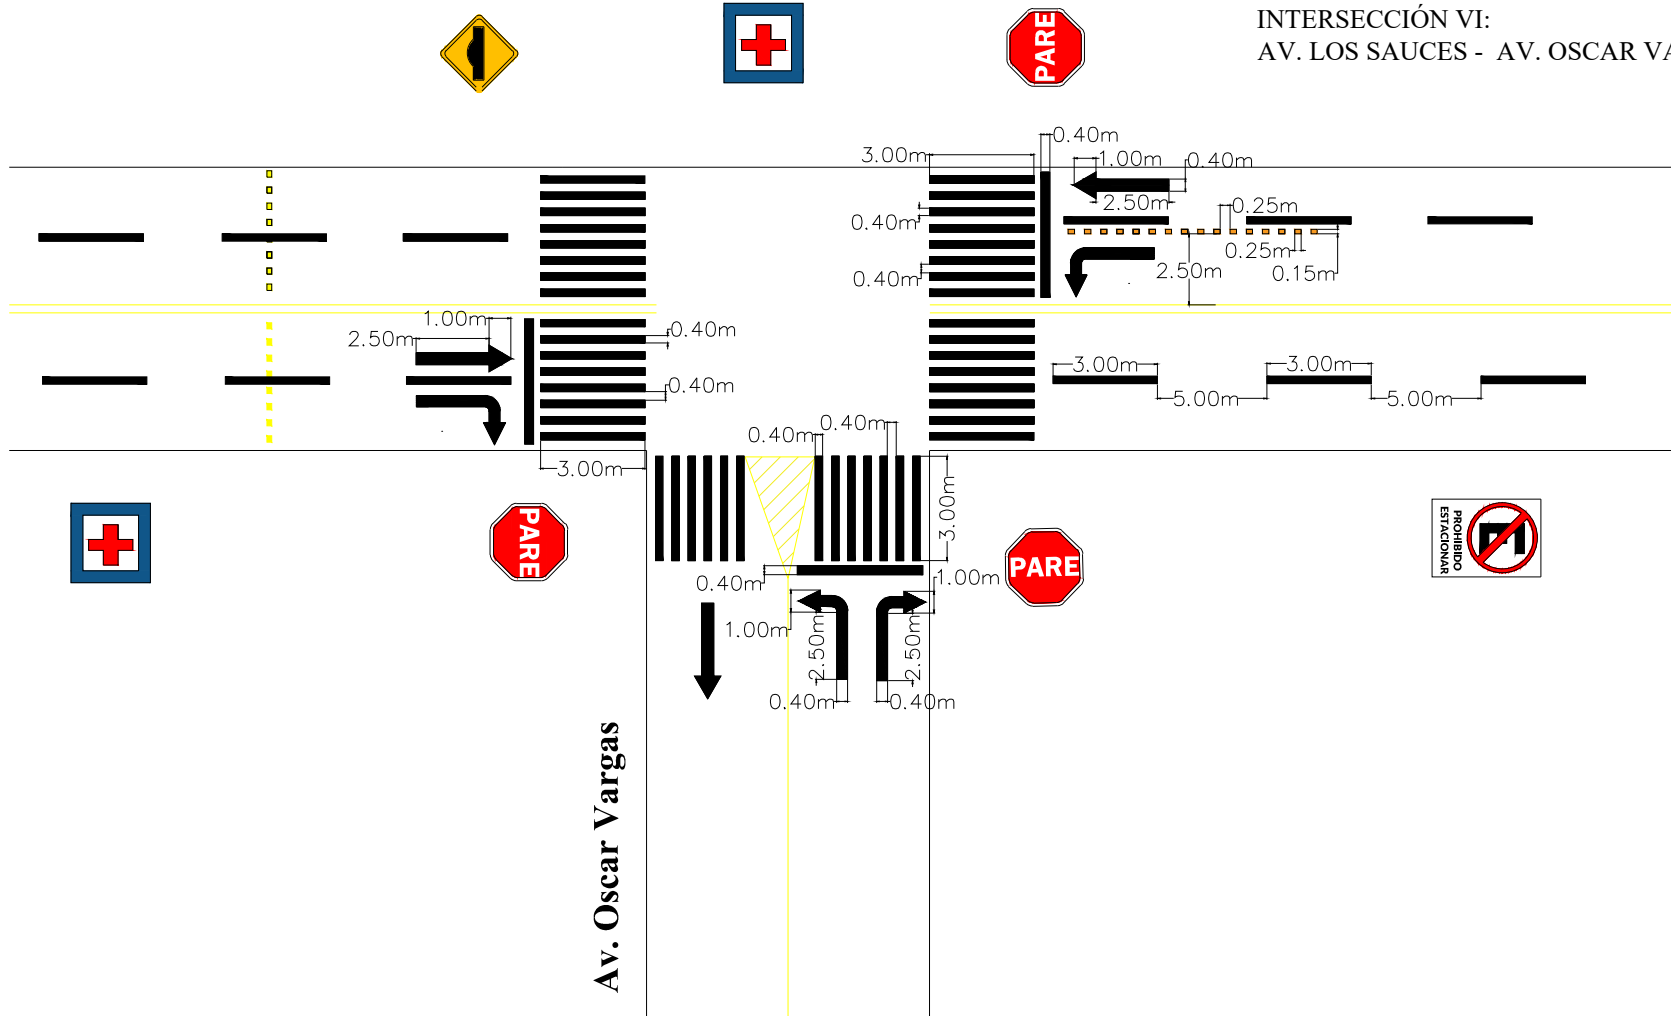 INTERSECCIÓN VI:
AV. LOS SAUCES - AV. OSCAR VA
PARE
0.40m
3.00m
1.00m
0.40m
2.50m
0.40m
0.25m
0.25m
2.50m
0.15m
0.40m
1.00m
2.50m
0.40m
0.40m
3.00m
3.00m
5.00m
5.00m
3.00m
0.40m
0.40m
3.00m
PARE
PARE
PROHIBIDO
ESTACIONAR
E
0.40m
1.00m
1.00m
2.50m
2.50m
0.40m
0.40m
Av. Oscar Vargas